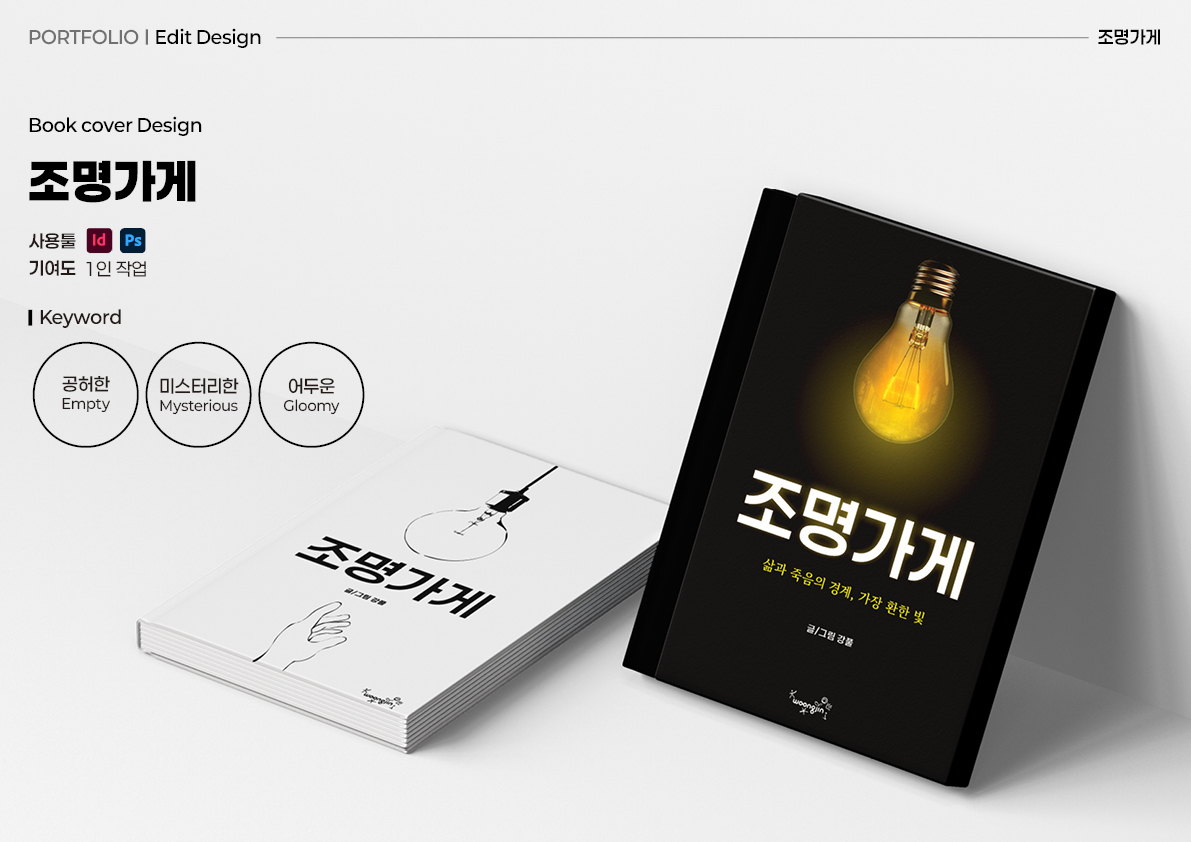 PORTFOLIO | Edit Design
조명가게
Book cover Design
조명가게
사용툴 Id Ps
기여도 1인 작업
Keyword
공허한
Empty
미스터리한
Mysterious
어두운
Gloomy
조명가게
글/그림 강풀
woongjin
조명가게
삶과 죽음의 경계, 가장 환한 빛
글/그림 강풀
woongjin